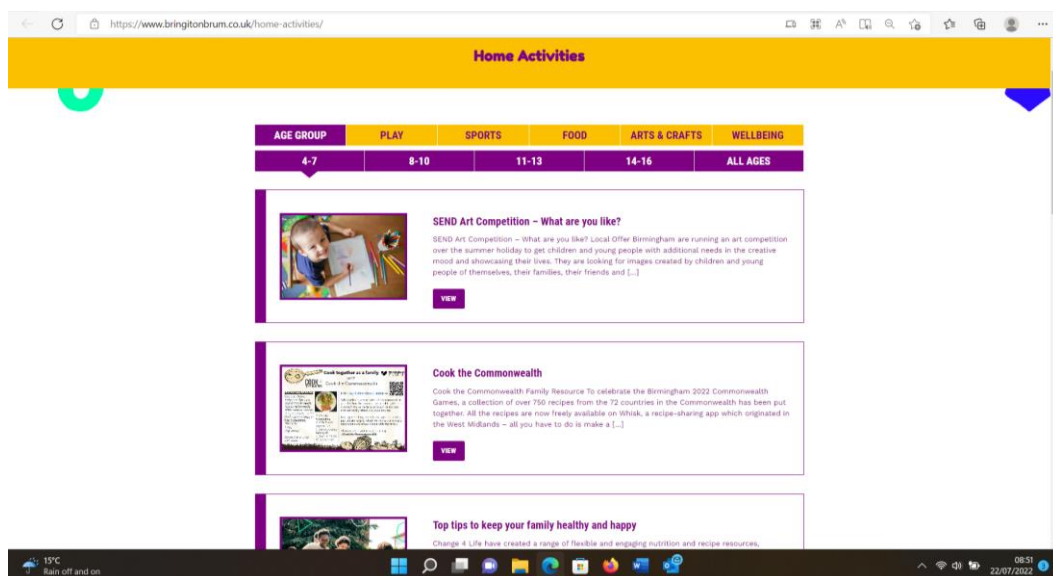 https://www.bringitonbrum.co.uk/home-activities/
Home Activities
AGE GROUP PLAY SPORTS FOOD ARTS & CRAFTS WELLBEING
4-7 8-10 11-13 14-16 ALL AGES
SEND Art Competition – What are you like?
SEND Art Competition – What are you like? Local Offer Birmingham are running an art competition
over the summer holiday to get children and young people with additional needs in the creative
mood and showcasing their lives. They are looking for images created by children and young
people of themselves, their families, their friends and [...]
VIEW
Cook together as a family
Cook the Commonwealth
Cook the Commonwealth Family Resource To celebrate the Birmingham 2022 Commonwealth
Games, a collection of over 750 recipes from the 72 countries in the Commonwealth has been put
together. All the recipes are now freely available on Whisk, a recipe-sharing app which originated in
the West Midlands – all you have to do is make a [...]
VIEW
Top tips to keep your family healthy and happy
Change 4 Life have created a range of flexible and engaging nutrition and recipe resources,
15°C
Rain off and on
08:51
22/07/2022